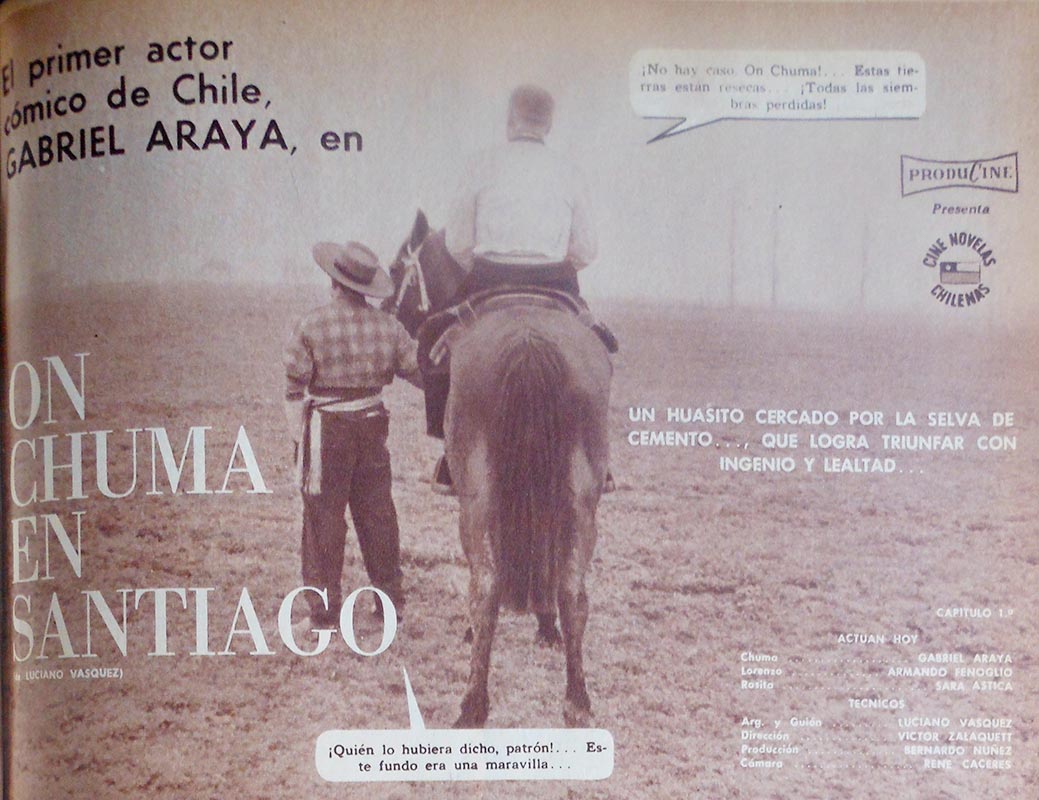 El primer actor
cómico de Chile,
GABRIEL ARAYA, en
¡No hay caso, On Chuma!... Estas tie-
rras están resecas... ¡Todas las siem-
bras perdidas!
PRODUCINE
Presenta
CINE NOVELAS
CHILENAS
ON
CHUMA
EN
SANTIAGO
LUCIANO VASQUEZ)
UN HUASITO CERCADO POR LA SELVA DE
CEMENTO..., QUE LOGRA TRIUNFAR CON
INGENIO Y LEALTAD...
¡Quién lo hubiera dicho, patrón!... Es-
te fundo era una maravilla...
CAPITULO 1.º
ACTUAN HOY
Chuma .................... GABRIEL ARAYA
Lorenzo .............. ARMANDO FENOGLIO
Rosita ...................... SARA ASTICA
TECNICOS
Arg. y Guión ......... LUCIANO VASQUEZ
Dirección ............ VICTOR ZALAQUETT
Producción ........... BERNARDO NUÑEZ
Cámara .................. RENE CACERES